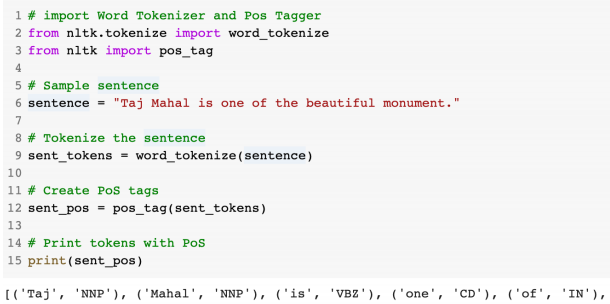 1 # import Word Tokenizer and Pos Tagger
2 from nltk.tokenize import word_tokenize
3 from nltk import pos_tag
4
5 # Sample sentence
6 sentence = "Taj Mahal is one of the beautiful monument."
7
8 # Tokenize the sentence
9 sent_tokens = word_tokenize(sentence)
10
11 # Create PoS tags
12 sent_pos = pos_tag(sent_tokens)
13
14 # Print tokens with PoS
15 print(sent_pos)
[('Taj', 'NNP'), ('Mahal', 'NNP'), ('is', 'VBZ'), ('one', 'CD'), ('of', 'IN'),